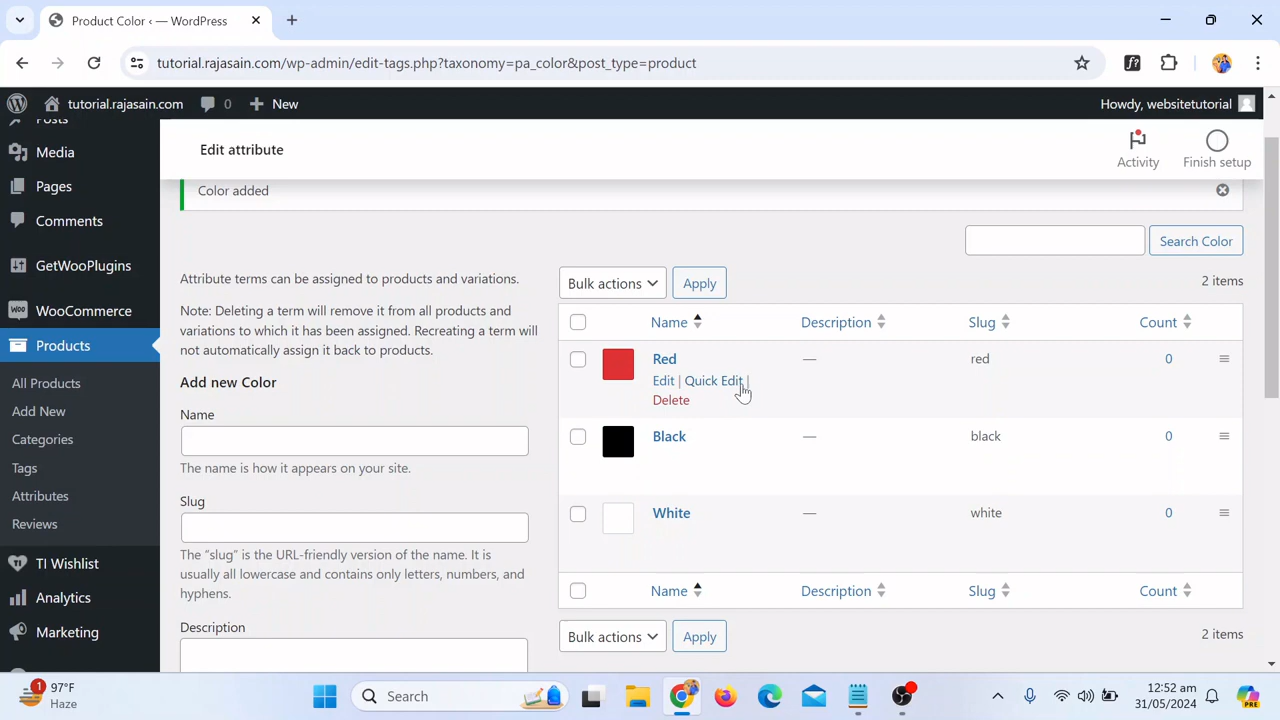 Product Color ‹ — WordPress
tutorial.rajasain.com/wp-admin/edit-tags.php?taxonomy=pa_color&post_type=product
tutorial.rajasain.com
0
New
Howdy, websitetutorial
Posts
Media
Pages
Comments
GetWooPlugins
WooCommerce
Products
All Products
Add New
Categories
Tags
Attributes
Reviews
TI Wishlist
Analytics
Marketing
Edit attribute
Activity
Finish setup
Color added
Search Color
Attribute terms can be assigned to products and variations.
Note: Deleting a term will remove it from all products and
variations to which it has been assigned. Recreating a term will
not automatically assign it back to products.
Add new Color
Name
The name is how it appears on your site.
Slug
The “slug” is the URL-friendly version of the name. It is
usually all lowercase and contains only letters, numbers, and
hyphens.
Description
Bulk actions
Apply
2 items
Name
Description
Slug
Count
Red
—
red
0
Edit | Quick Edit |
Delete
Black
—
black
0
White
—
white
0
Name
Description
Slug
Count
Bulk actions
Apply
2 items
1
97°F
Haze
Search
12:52 am
31/05/2024
PRE